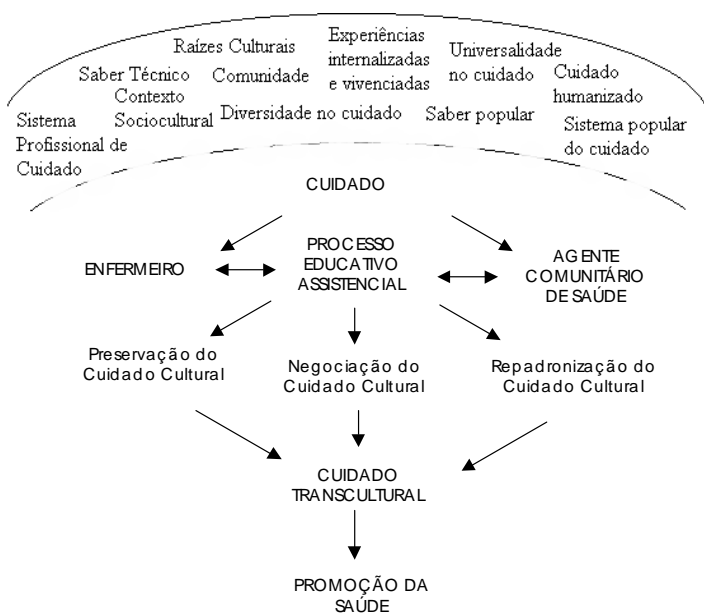 Raízes Culturais
Experiências
internalizadas
e vivenciadas
Universalidade
no cuidado
Saber Técnico
Comunidade
Cuidado
humanizado
Contexto
Sociocultural
Diversidade no cuidado
Saber popular
Sistema
Profissional de
Cuidado
Sistema popular
do cuidado
CUIDADO
ENFERMEIRO
PROCESSO
EDUCATIVO
ASSISTENCIAL
AGENTE
COMUNITÁRIO
DE SAÚDE
Preservação do
Cuidado Cultural
Negociação do
Cuidado Cultural
Repadronização do
Cuidado Cultural
CUIDADO
TRANSCULTURAL
PROMOÇÃO DA
SAÚDE